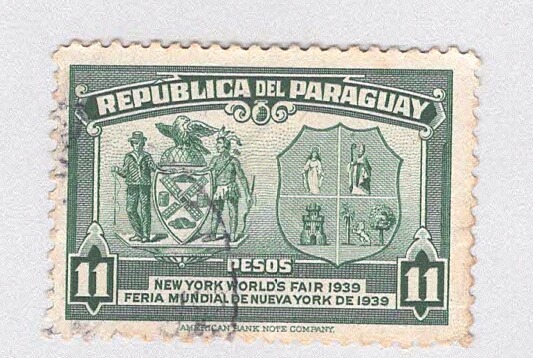 REPÚBLICA DEL PARAGUAY
PESOS
11 11
NEW YORK WORLD'S FAIR 1939
FERIA MUNDIAL DE NUEVA YORK DE 1939
AMERICAN BANK NOTE COMPANY.